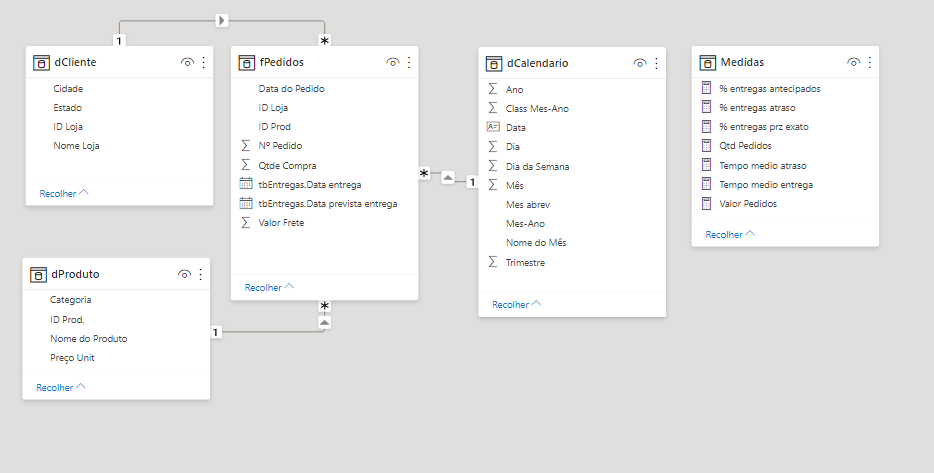 1
*
dCliente
Cidade
Estado
ID Loja
Nome Loja
Recolher
fPedidos
Data do Pedido
ID Loja
ID Prod
Nº Pedido
Qtde Compra
tbEntregas.Data entrega
tbEntregas.Data prevista entrega
Valor Frete
Recolher
*
1
dCalendario
Ano
Class Mes-Ano
Data
Dia
Dia da Semana
Mês
Mes abrev
Mes-Ano
Nome do Mês
Trimestre
Recolher
Medidas
% entregas antecipados
% entregas atraso
% entregas prz exato
Qtd Pedidos
Tempo medio atraso
Tempo medio entrega
Valor Pedidos
Recolher
dProduto
Categoria
ID Prod.
Nome do Produto
Preço Unit
Recolher
1
*